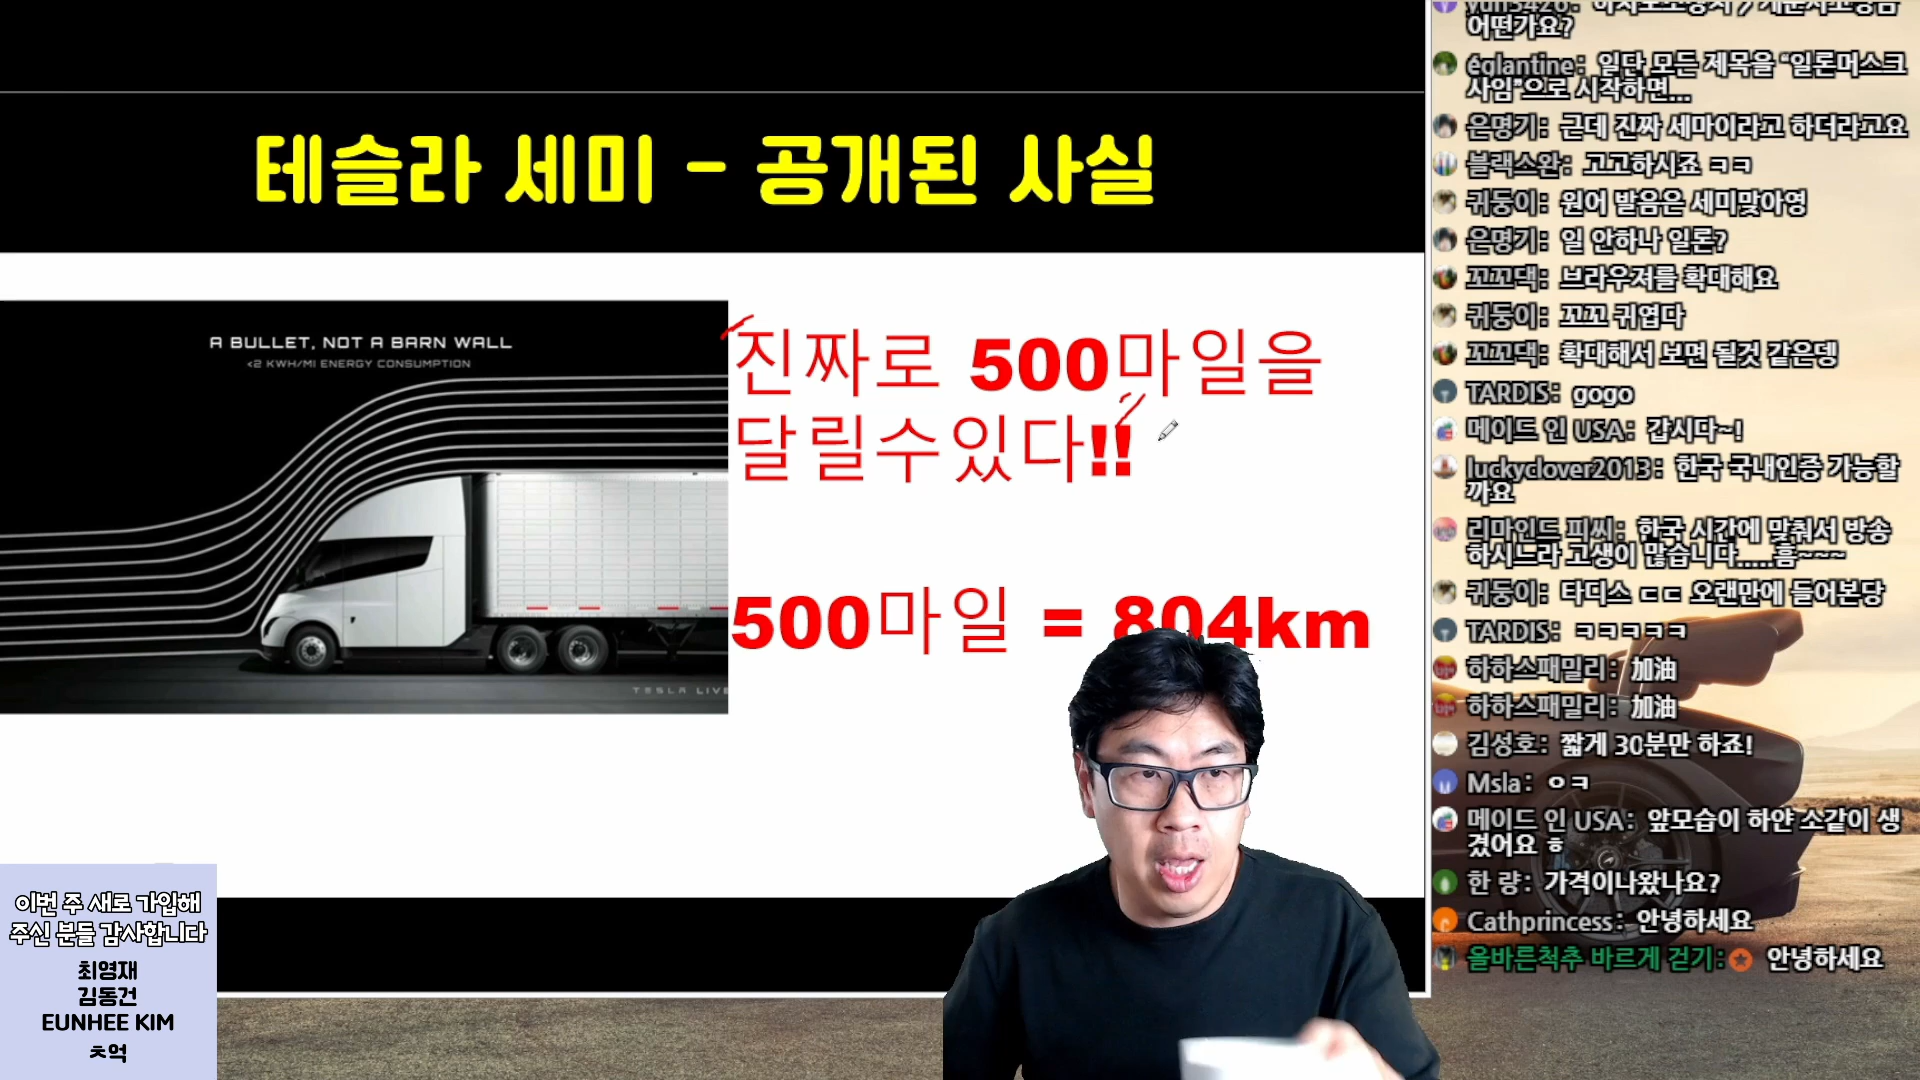 테슬라 세미 - 공개된 사실
A BULLET, NOT A BARN WALL
<2 KWH/MI ENERGY CONSUMPTION
TESLA LIVE
진짜로 500마일을
달릴수있다!!
500마일 = 804km
이번 주 새로 가입해
주신 분들 감사합니다
최영재
김동건
EUNHEE KIM
ㅊ억
어떤가요?
églantine: 일단 모든 제목을 “일론머스크
사임”으로 시작하면...
은명기: 근데 진짜 세마이라고 하더라고요
블랙스완: 고고하시죠 ㅋㅋ
귀둥이: 원어 발음은 세미맞아영
은명기: 일 안하나 일론?
꼬꼬댁: 브라우저를 확대해요
귀둥이: 꼬꼬 귀엽다
꼬꼬댁: 확대해서 보면 될것 같은뎅
TARDIS: gogo
메이드 인 USA: 갑시다~!
luckyclover2013: 한국 국내인증 가능할
까요
리마인드 피씨: 한국 시간에 맞춰서 방송
하시느라 고생이 많습니다.....흠~~~
귀둥이: 타디스 ㄷㄷ 오랜만에 들어본당
TARDIS: ㅋㅋㅋㅋㅋ
하하스패밀리: 加油
하하스패밀리: 加油
김성호: 짧게 30분만 하죠!
Msla: ㅇㅋ
메이드 인 USA: 앞모습이 하얀 소같이 생
겼어요 ㅎ
한 량: 가격이나왔나요?
Cathprincess: 안녕하세요
올바른척추 바르게 걷기: 안녕하세요